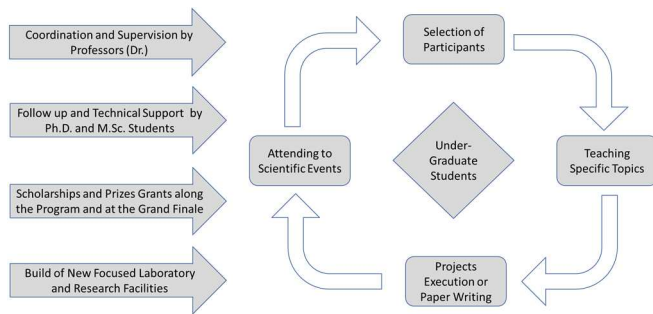 Coordination and Supervision by
Professors (Dr.)
Follow up and Technical Support by
Ph.D. and M.Sc. Students
Scholarships and Prizes Grants along
the Program and at the Grand Finale
Build of New Focused Laboratory
and Research Facilities
Selection of
Participants
Attending to
Scientific Events
Under-
Graduate
Students
Teaching
Specific Topics
Projects
Execution or
Paper Writing